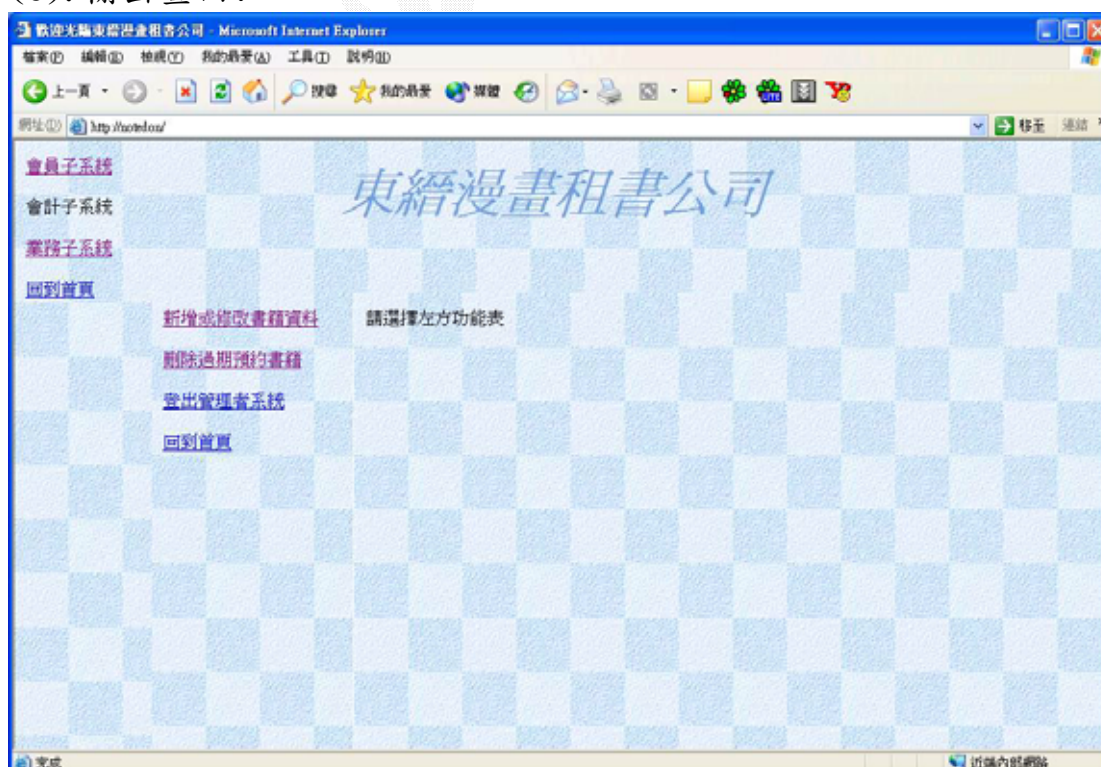 歡迎光臨東縉漫畫租書公司 - Microsoft Internet Explorer
檔案(F) 編輯(E) 檢視(V) 我的最愛(A) 工具(T) 說明(H)
上一頁 搜尋 我的最愛 媒體
網址(D) 移至 連結
會員子系統
東縉漫畫租書公司
會計子系統
業務子系統
回到首頁
新增或修改書籍資料 請選擇左方功能表
刪除過期預約書籍
登出管理者系統
回到首頁
完成 近端內部網路